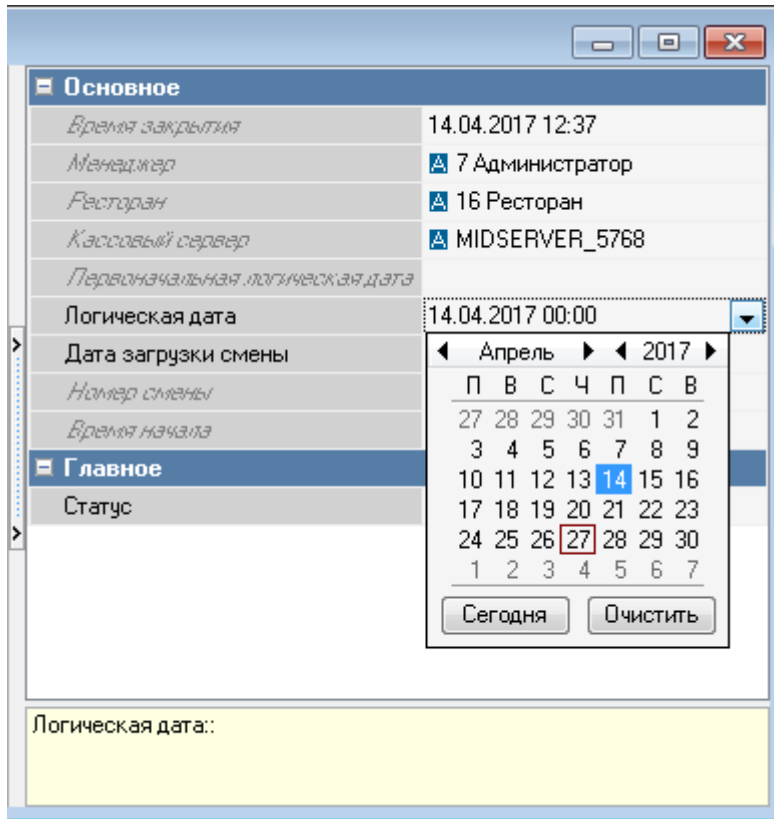 Основное
Время закрытия 14.04.2017 12:37
Менеджер A 7 Администратор
Ресторан A 16 Ресторан
Кассовый сервер A MIDSERVER_5768
Первоначальная логическая дата
Логическая дата 14.04.2017 00:00
Дата загрузки смены
Номер смены
Время начала
Главное
Статус
Апрель 2017
П В С Ч П С В
27 28 29 30 31 1 2
3 4 5 6 7 8 9
10 11 12 13 14 15 16
17 18 19 20 21 22 23
24 25 26 27 28 29 30
1 2 3 4 5 6 7
Сегодня Очистить
Логическая дата::